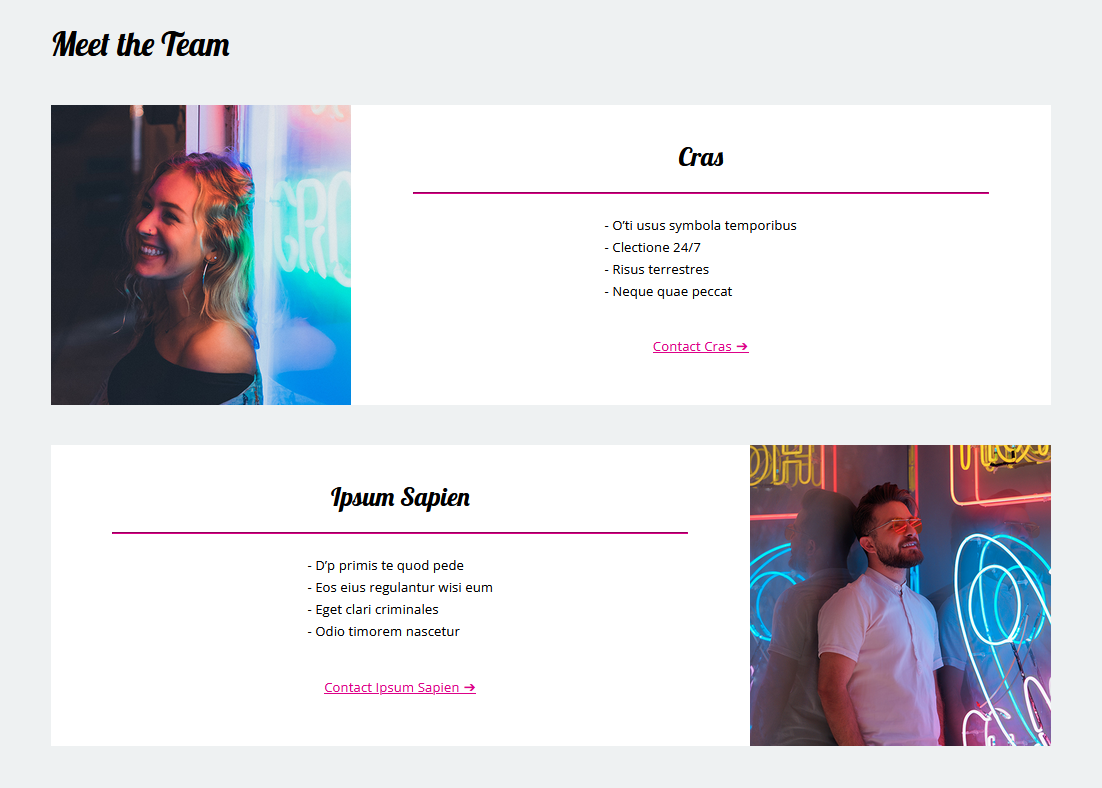 Meet the Team
Cras
- O’ti usus symbola temporibus
- Clectione 24/7
- Risus terrestres
- Neque quae peccat
Contact Cras ➔
Ipsum Sapien
- D’p primis te quod pede
- Eos eius regulantur wisi eum
- Eget clari criminales
- Odio timorem nascetur
Contact Ipsum Sapien ➔